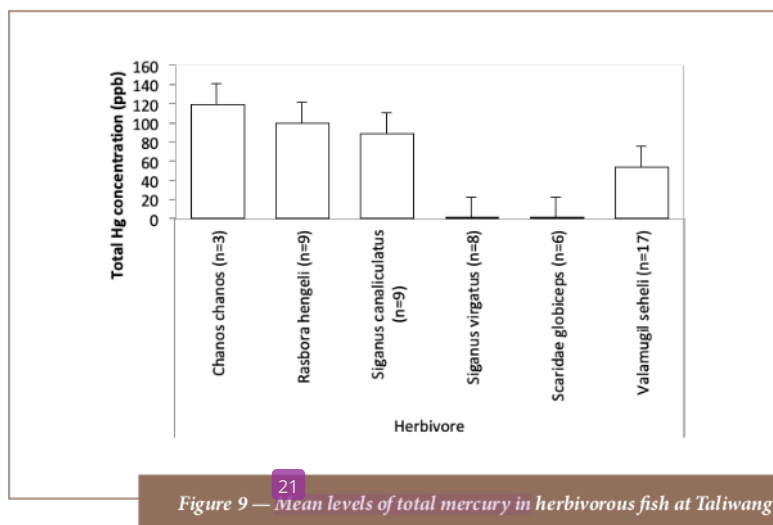 Total Hg concentration (ppb)
160
140
120
100
80
60
40
20
0
Chanos chanos (n=3)
Rasbora hengeli (n=9)
Siganus canaliculatus
(n=9)
Siganus virgatus (n=8)
Scaridae globiceps (n=6)
Valamugil seheli (n=17)
Herbivore
21
Figure 9 — Mean levels of total mercury in herbivorous fish at Taliwang